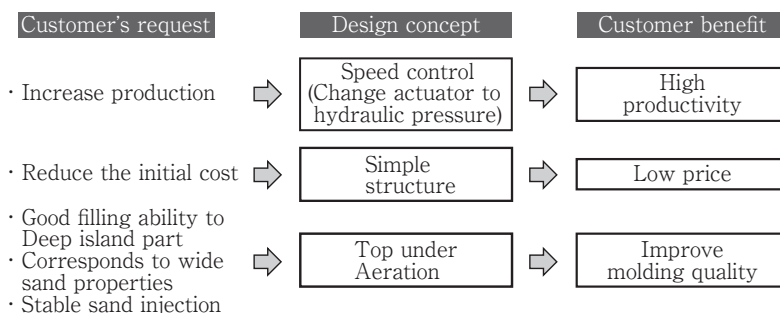 Customer's request
Design concept
Customer benefit
· Increase production
Speed control
(Change actuator to
hydraulic pressure)
High
productivity
· Reduce the initial cost
Simple
structure
Low price
· Good filling ability to
Deep island part
· Corresponds to wide
sand properties
· Stable sand injection
Top under
Aeration
Improve
molding quality